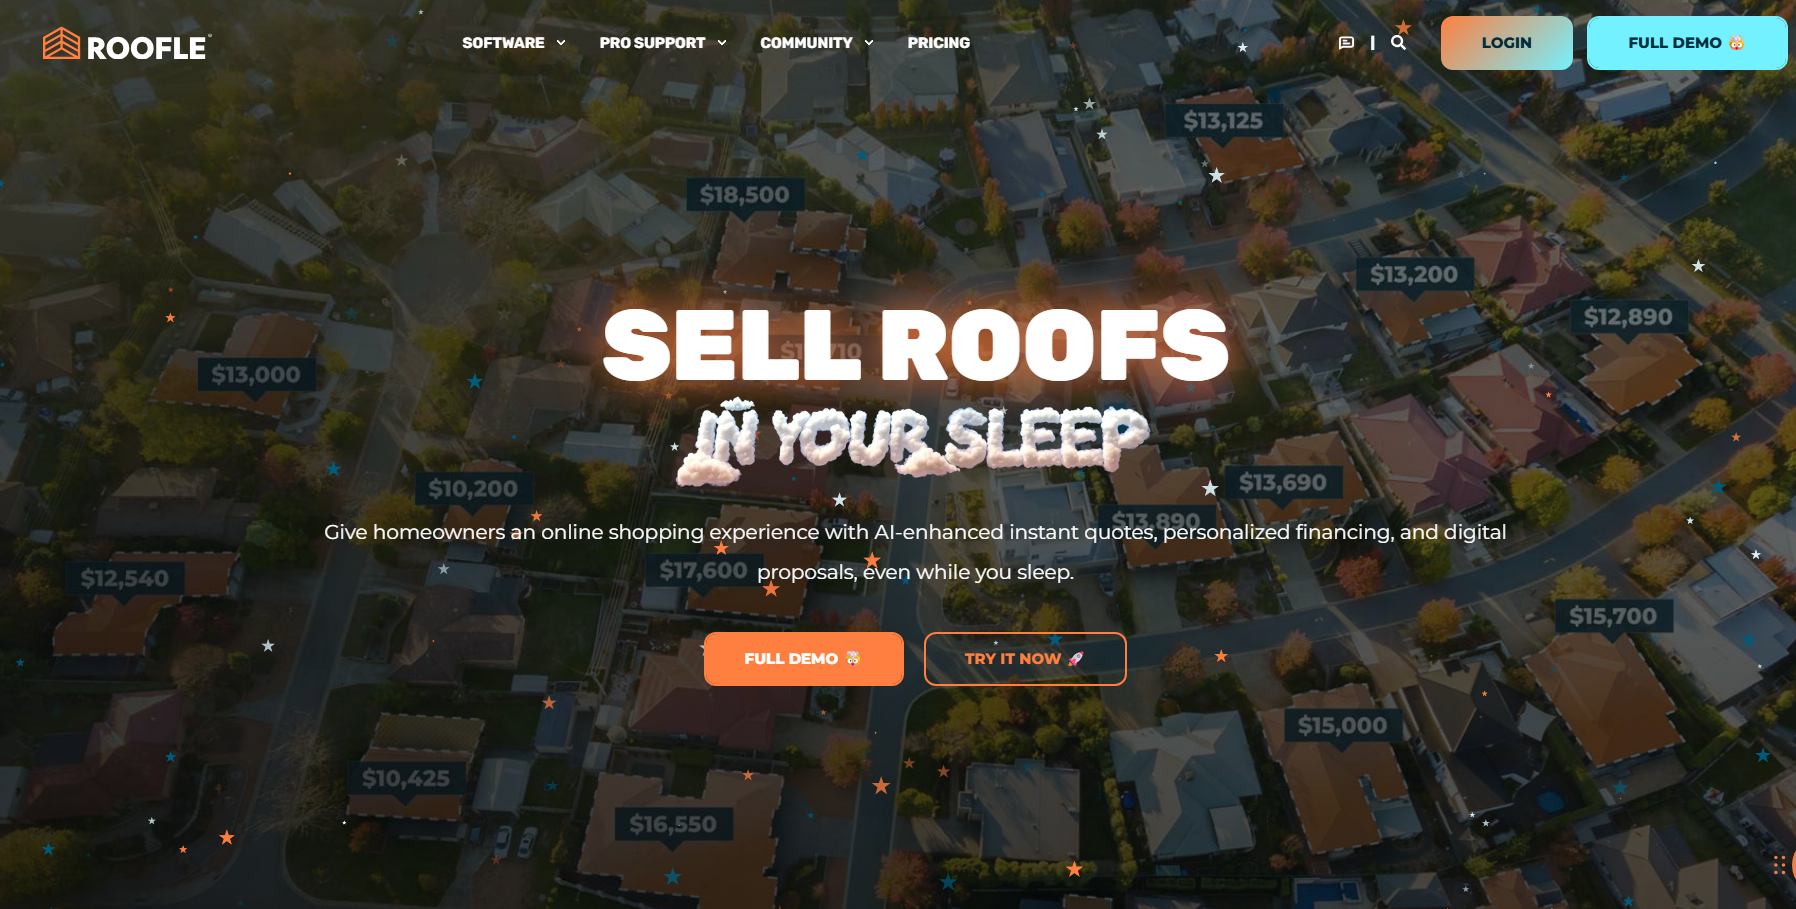 ROOFLE®
SOFTWARE
PRO SUPPORT
COMMUNITY
PRICING
LOGIN
FULL DEMO 🤯
$13,125
$18,500
$13,200
$12,890
SELL ROOFS
$13,000
IN YOUR SLEEP
$10,200
$13,690
$13,890
Give homeowners an online shopping experience with AI-enhanced instant quotes, personalized financing, and digital
proposals, even while you sleep.
$17,600
$12,540
$15,700
FULL DEMO 🤯
TRY IT NOW 🚀
$15,000
$10,425
$16,550